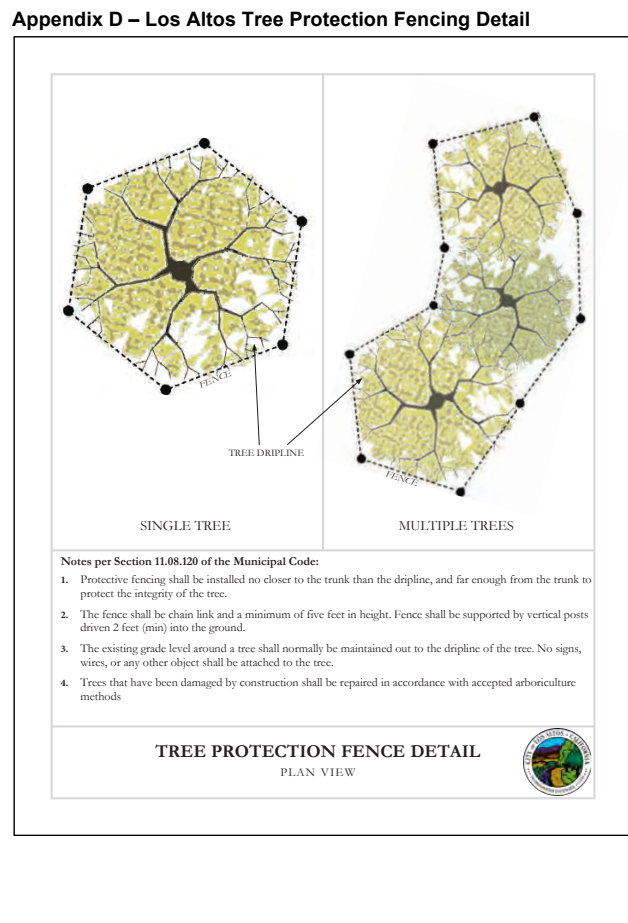 Appendix D – Los Altos Tree Protection Fencing Detail
FENCE
TREE DRIPLINE
FENCE
SINGLE TREE
MULTIPLE TREES
Notes per Section 11.08.120 of the Municipal Code:
1. Protective fencing shall be installed no closer to the trunk than the dripline, and far enough from the trunk to
protect the integrity of the tree.
2. The fence shall be chain link and a minimum of five feet in height. Fence shall be supported by vertical posts
driven 2 feet (min) into the ground.
3. The existing grade level around a tree shall normally be maintained out to the dripline of the tree. No signs,
wires, or any other object shall be attached to the tree.
4. Trees that have been damaged by construction shall be repaired in accordance with accepted arboriculture
methods
TREE PROTECTION FENCE DETAIL
PLAN VIEW
CITY OF LOS ALTOS • CALIFORNIA